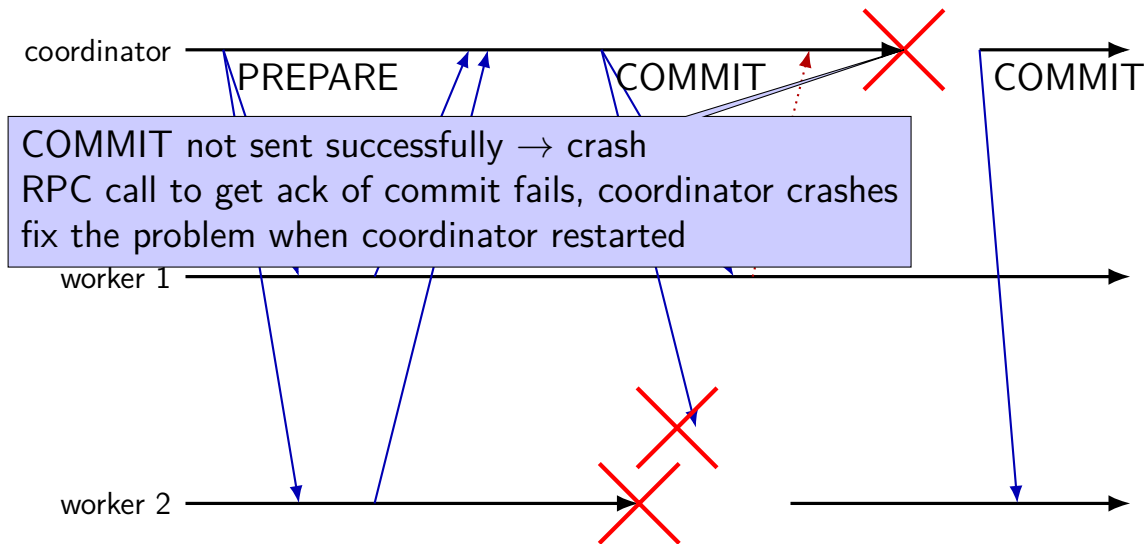 coordinator
PREPARE
COMMIT
COMMIT
COMMIT not sent successfully → crash
RPC call to get ack of commit fails, coordinator crashes
fix the problem when coordinator restarted
worker 1
worker 2